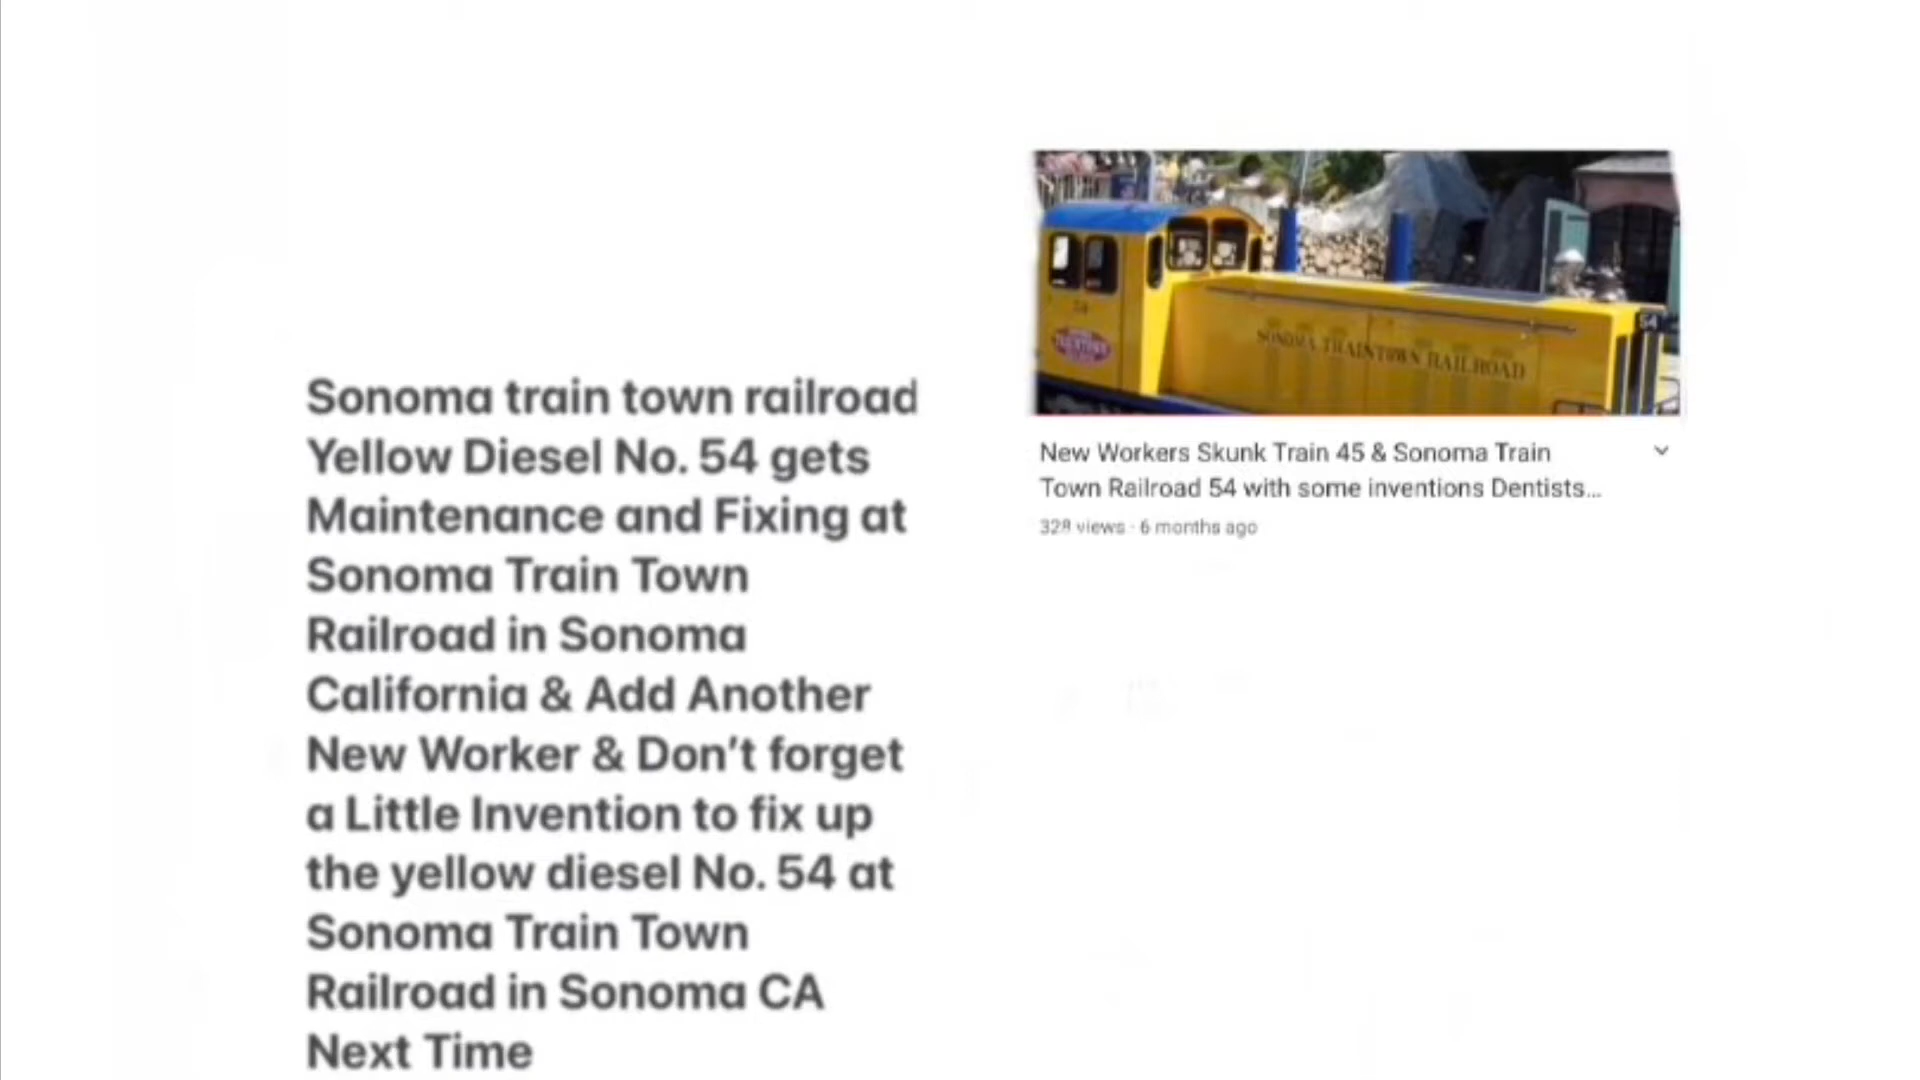 Sonoma train town railroad
Yellow Diesel No. 54 gets
Maintenance and Fixing at
Sonoma Train Town
Railroad in Sonoma
California & Add Another
New Worker & Don't forget
a Little Invention to fix up
the yellow diesel No. 54 at
Sonoma Train Town
Railroad in Sonoma CA
Next Time
54
SONOMA TRAINTOWN RAILROAD
54
TRAINTOWN
New Workers Skunk Train 45 & Sonoma Train
Town Railroad 54 with some inventions Dentists...
328 views · 6 months ago